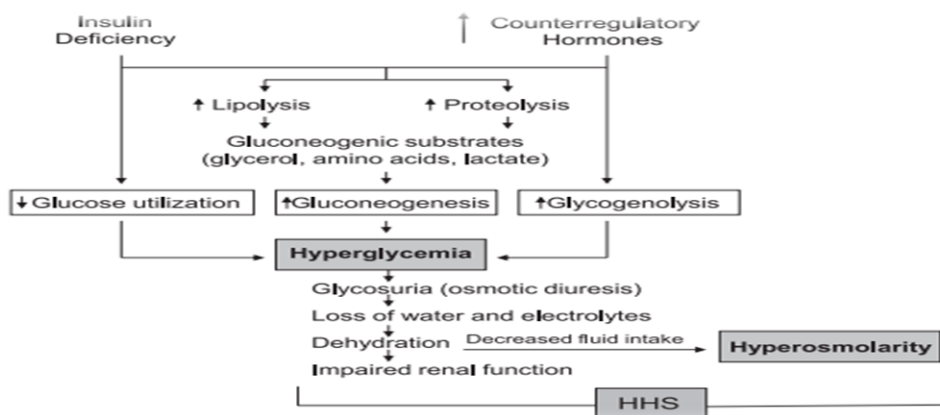 Insulin
Deficiency
↑ Counterregulatory
Hormones
↑ Lipolysis
↑ Proteolysis
Gluconeogenic substrates
(glycerol, amino acids, lactate)
↓ Glucose utilization
↑Gluconeogenesis
↑Glycogenolysis
Hyperglycemia
Glycosuria (osmotic diuresis)
Loss of water and electrolytes
Dehydration
Decreased fluid intake
Hyperosmolarity
Impaired renal function
HHS